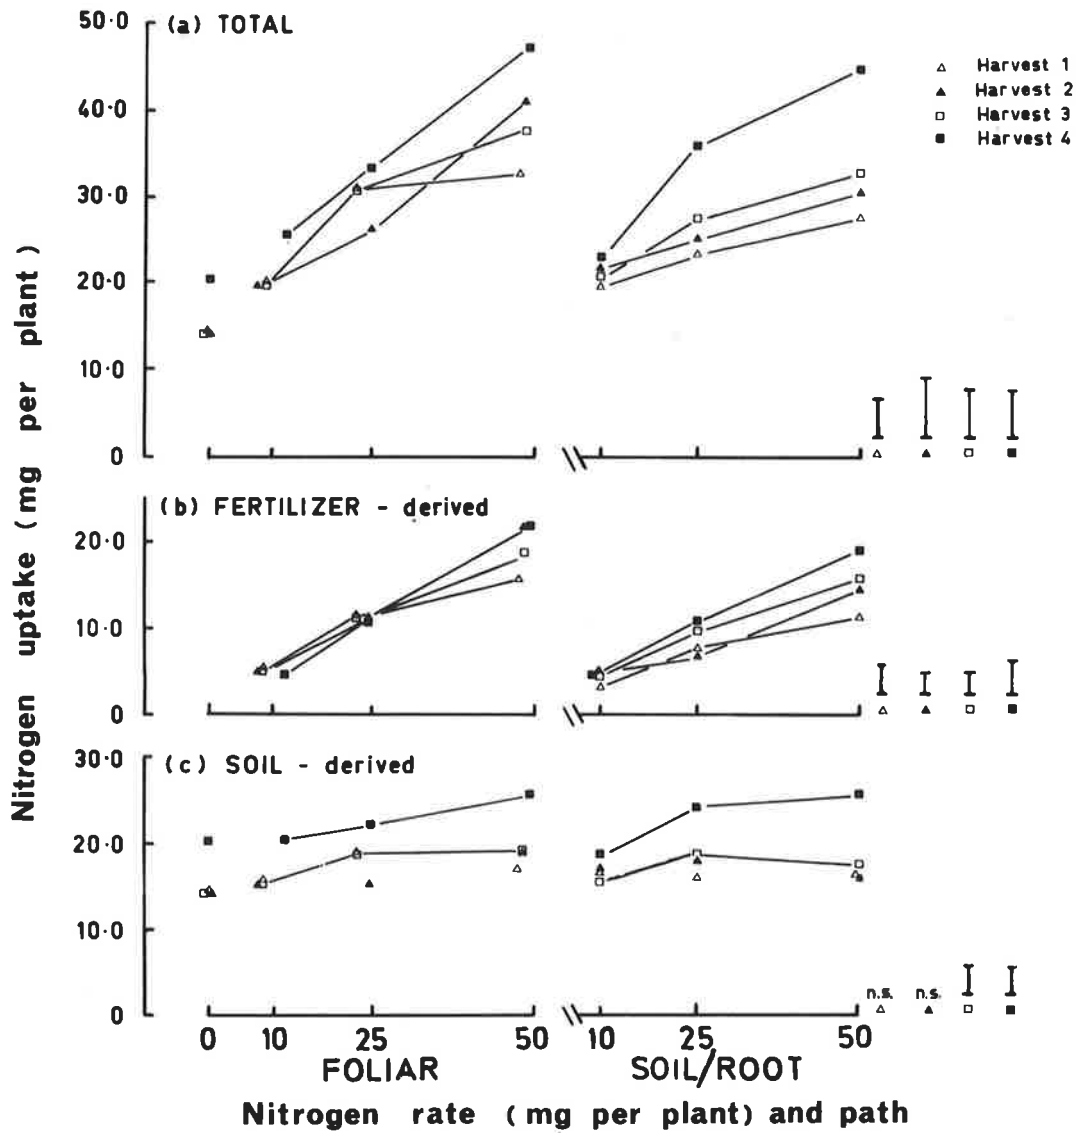 50·0
(a) TOTAL
40·0
30·0
20·0
10·0
0
Harvest 1
Harvest 2
Harvest 3
Harvest 4
(b) FERTILIZER - derived
20·0
10·0
0
30·0
(c) SOIL - derived
20·0
10·0
0
n.s.
n.s.
0
10
25
50
10
25
50
FOLIAR
SOIL/ROOT
Nitrogen rate (mg per plant) and path
Nitrogen uptake (mg per plant)